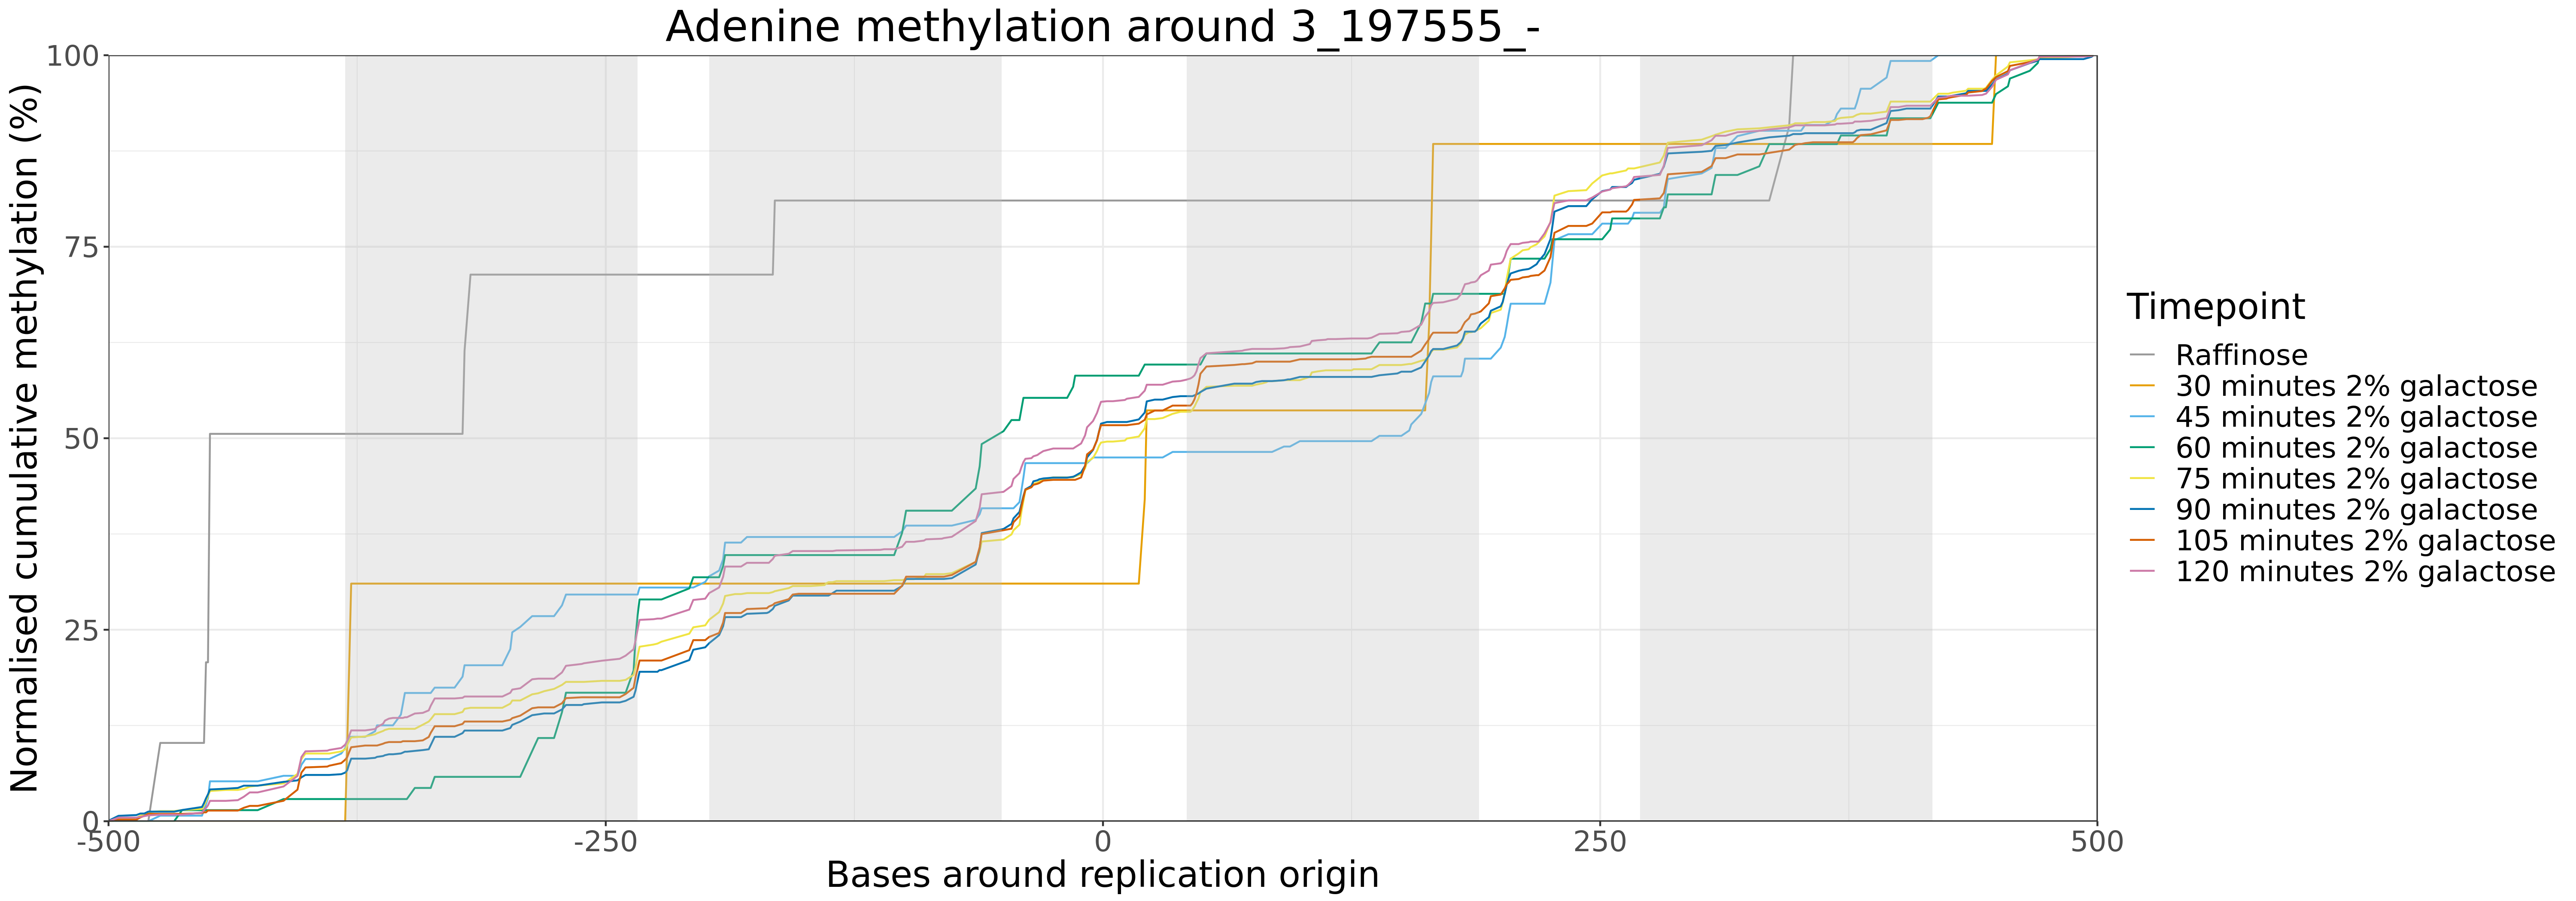 Adenine methylation around 3_197555_-
Normalised cumulative methylation (%)
100
75
50
25
0
-500
-250
0
250
500
Bases around replication origin
Timepoint
Raffinose
30 minutes 2% galactose
45 minutes 2% galactose
60 minutes 2% galactose
75 minutes 2% galactose
90 minutes 2% galactose
105 minutes 2% galactose
120 minutes 2% galactose